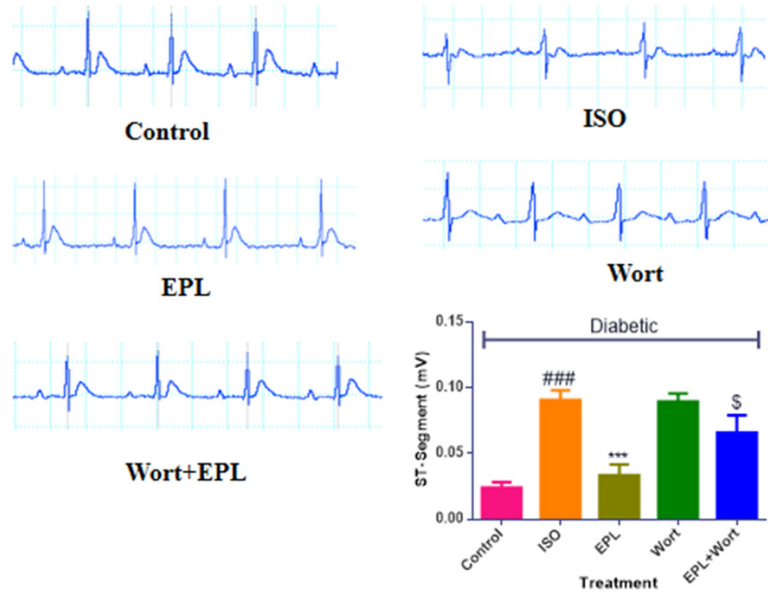 Control
ISO
EPL
Wort
Wort+EPL
Diabetic
ST-Segment (mV)
0.15
0.10
0.05
0.00
###
***
$
Control
ISO
EPL
Wort
EPL+Wort
Treatment